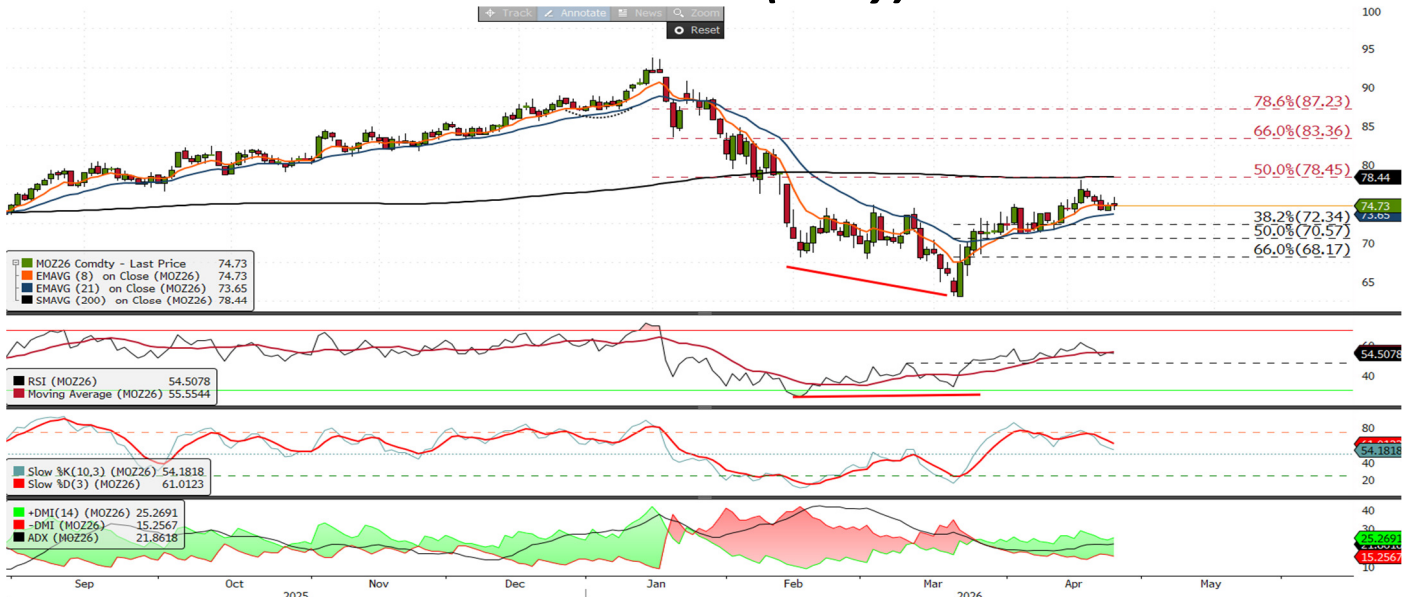 Track Annotate News Zoom
Reset
100
95
90
85
80
70
65
78.6%(87.23)
66.0%(83.36)
50.0%(78.45)
78.44
74.73
73.65
38.2%(72.34)
50.0%(70.57)
66.0%(68.17)
MOZ26 Comdty - Last Price 74.73
EMAVG (8) on Close (MOZ26) 74.73
EMAVG (21) on Close (MOZ26) 73.65
SMAVG (200) on Close (MOZ26) 78.44
54.5078
40
RSI (MOZ26) 54.5078
Moving Average (MOZ26) 55.5544
80
54.1818
40
20
Slow %K(10,3) (MOZ26) 54.1818
Slow %D(3) (MOZ26) 61.0123
+DMI(14) (MOZ26) 25.2691
-DMI (MOZ26) 15.2567
ADX (MOZ26) 21.8618
40
30
25.2691
15.2567
10
Sep Oct Nov Dec Jan Feb Mar Apr May
2025 2026